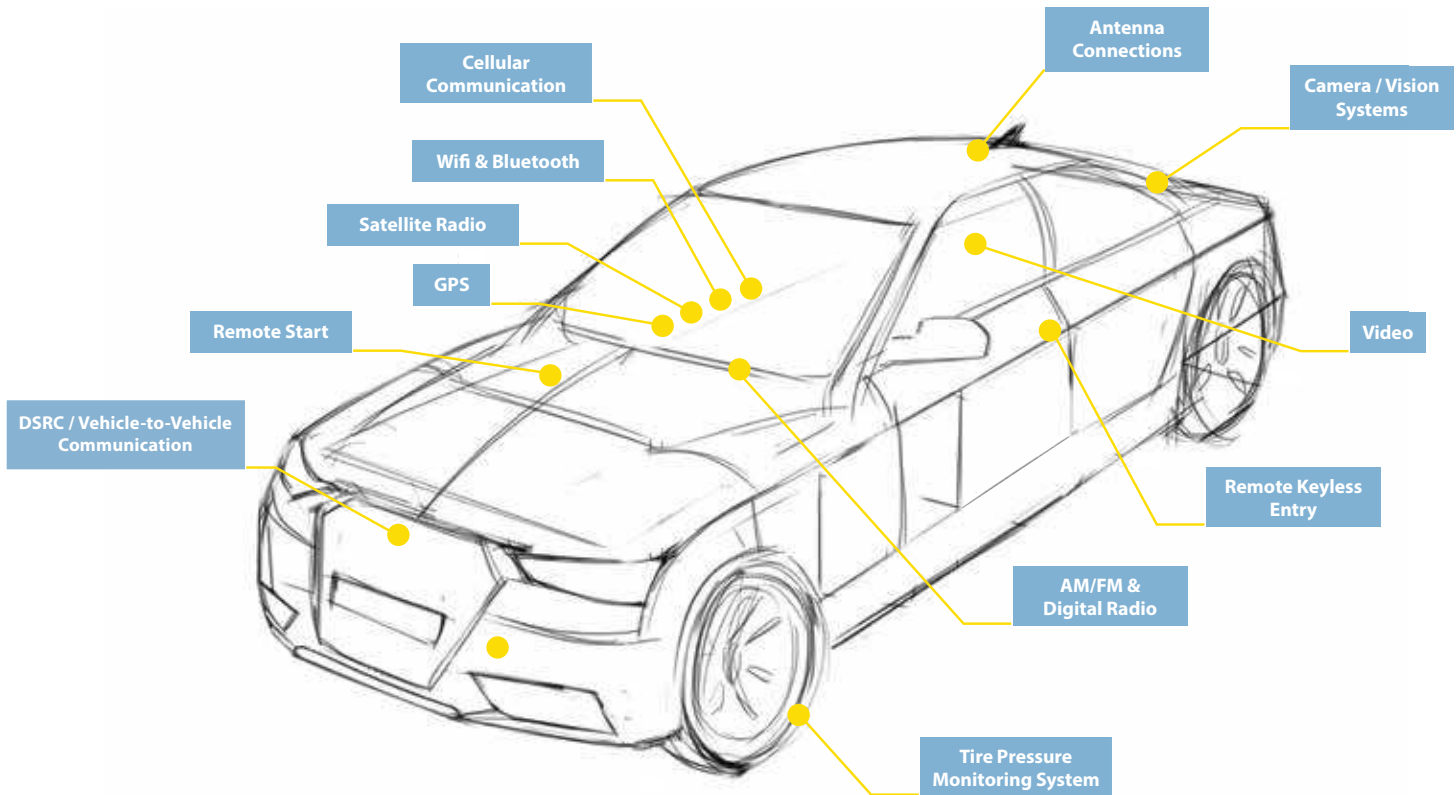 Antenna
Connections
Cellular
Communication
Camera / Vision
Systems
Wifi & Bluetooth
Satellite Radio
GPS
Remote Start
Video
DSRC / Vehicle-to-Vehicle
Communication
Remote Keyless
Entry
AM/FM &
Digital Radio
Tire Pressure
Monitoring System